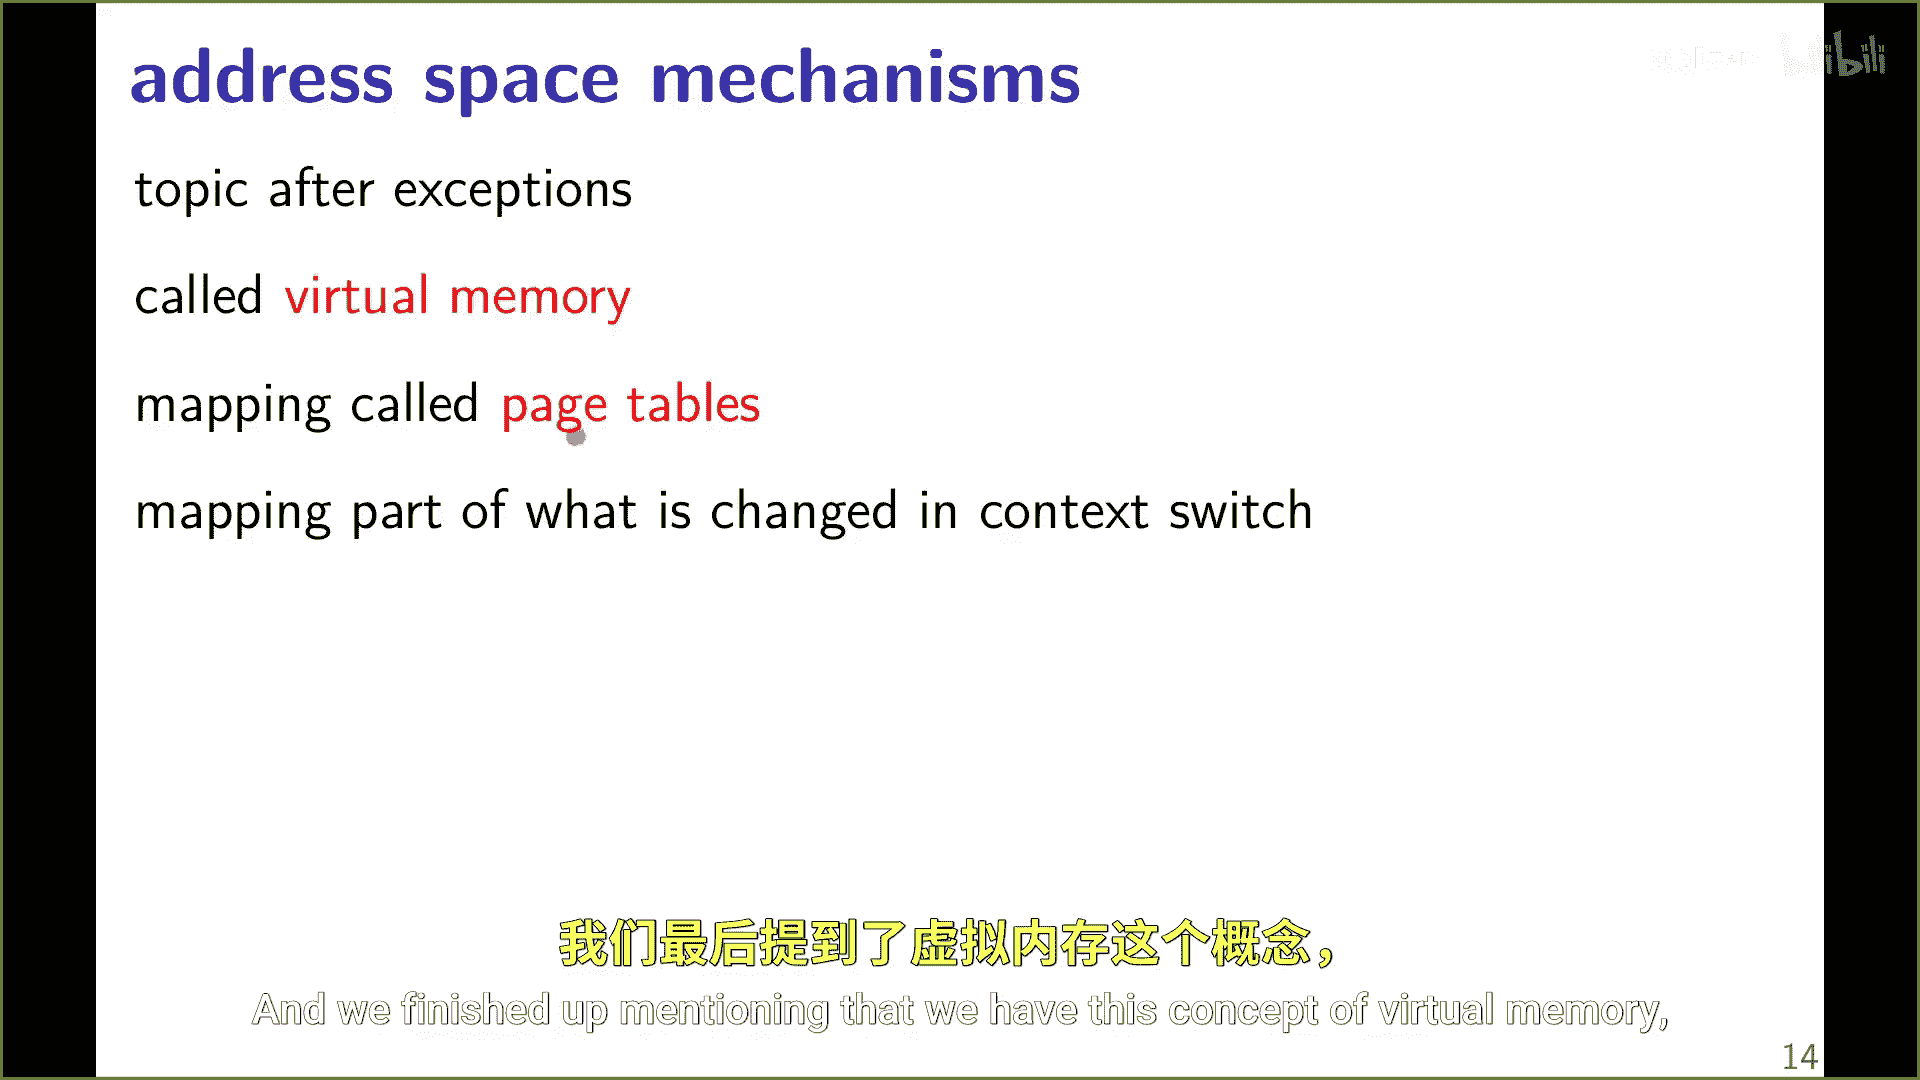 address space mechanisms
topic after exceptions
called virtual memory
mapping called page tables
mapping part of what is changed in context switch
我们最后提到了虚拟内存这个概念，
And we finished up mentioning that we have this concept of virtual memory,
14